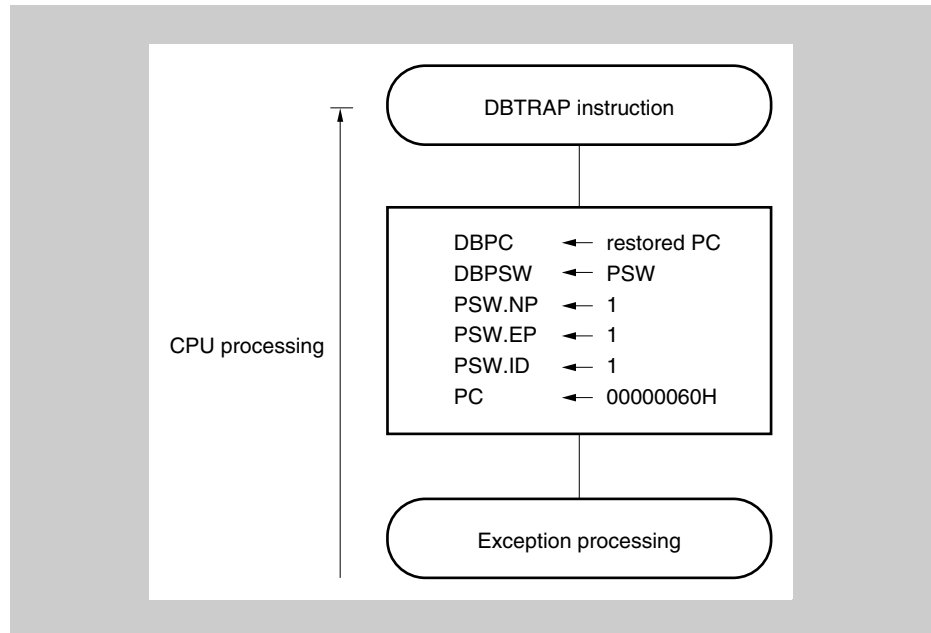 DBTRAP instruction
DBPC ← restored PC
DBPSW ← PSW
PSW.NP ← 1
PSW.EP ← 1
PSW.ID ← 1
PC ← 00000060H
CPU processing
Exception processing